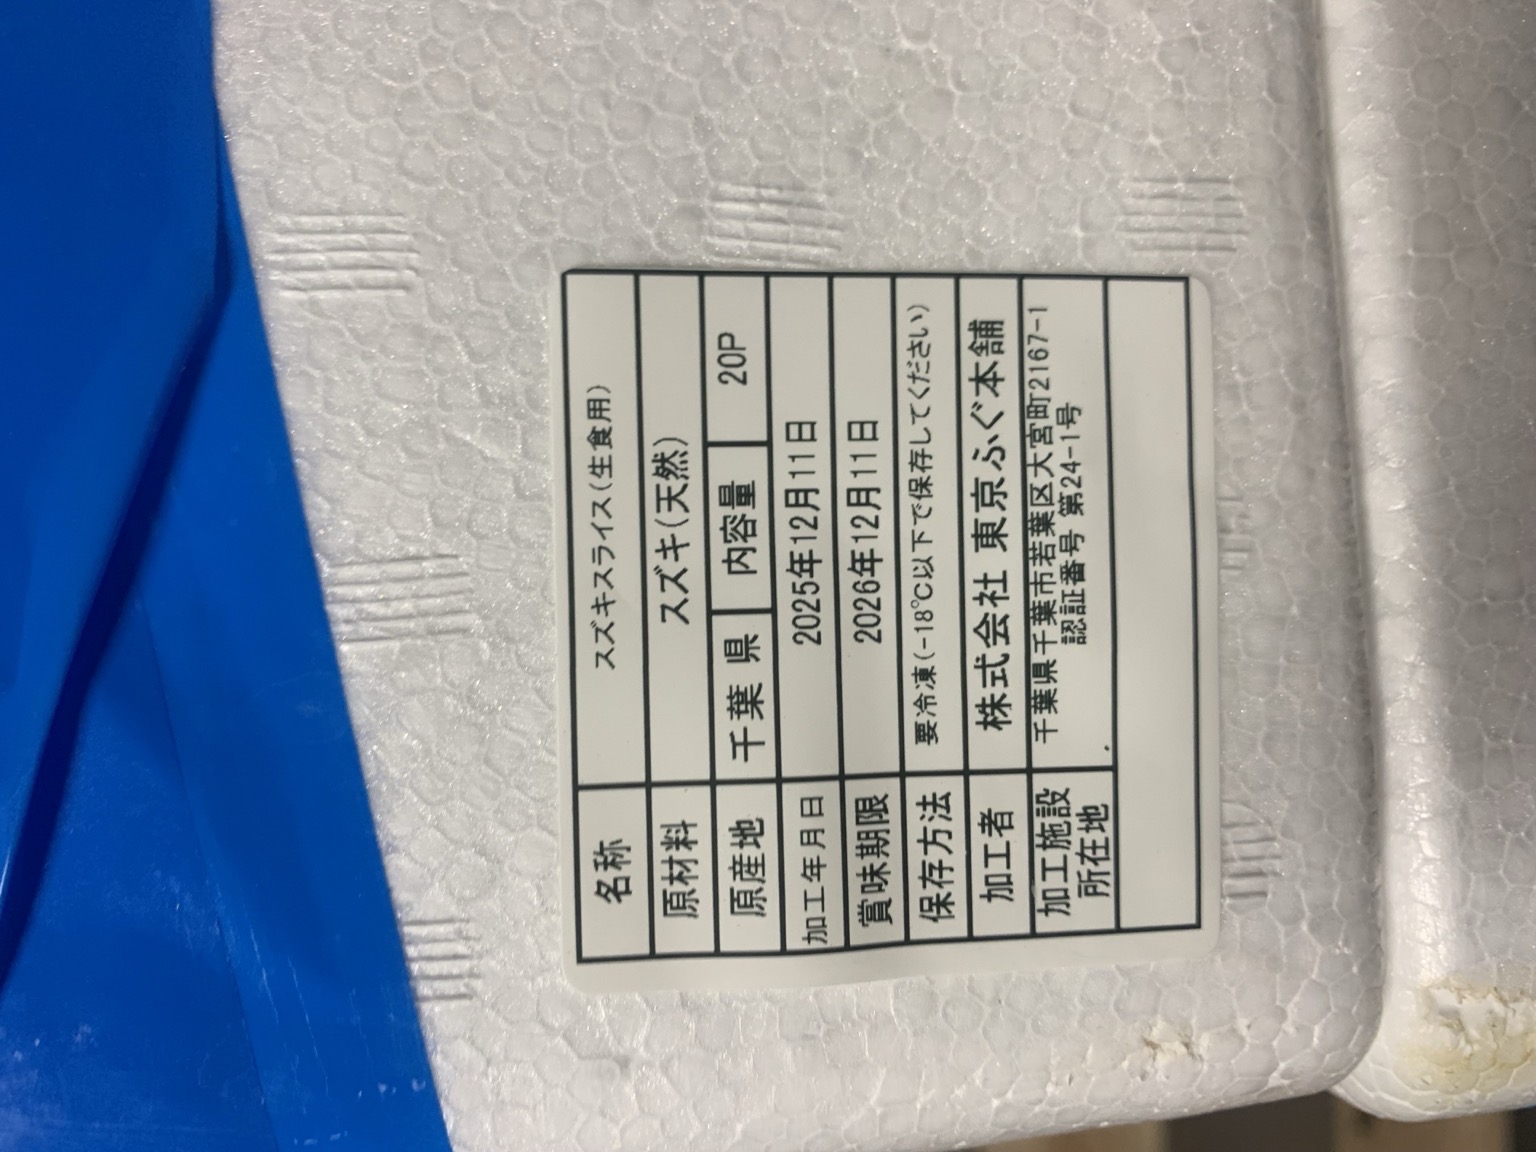 名称 スズキスライス(生食用)
原材料 スズキ(天然)
原産地 千葉県 内容量 20P
加工年月日 2025年12月11日
賞味期限 2026年12月11日
保存方法 要冷凍(-18℃以下で保存してください)
加工者 株式会社 東京ふぐ本舗
加工施設 千葉県千葉市若葉区大宮町2167-1
所在地 認証番号 第24-1号